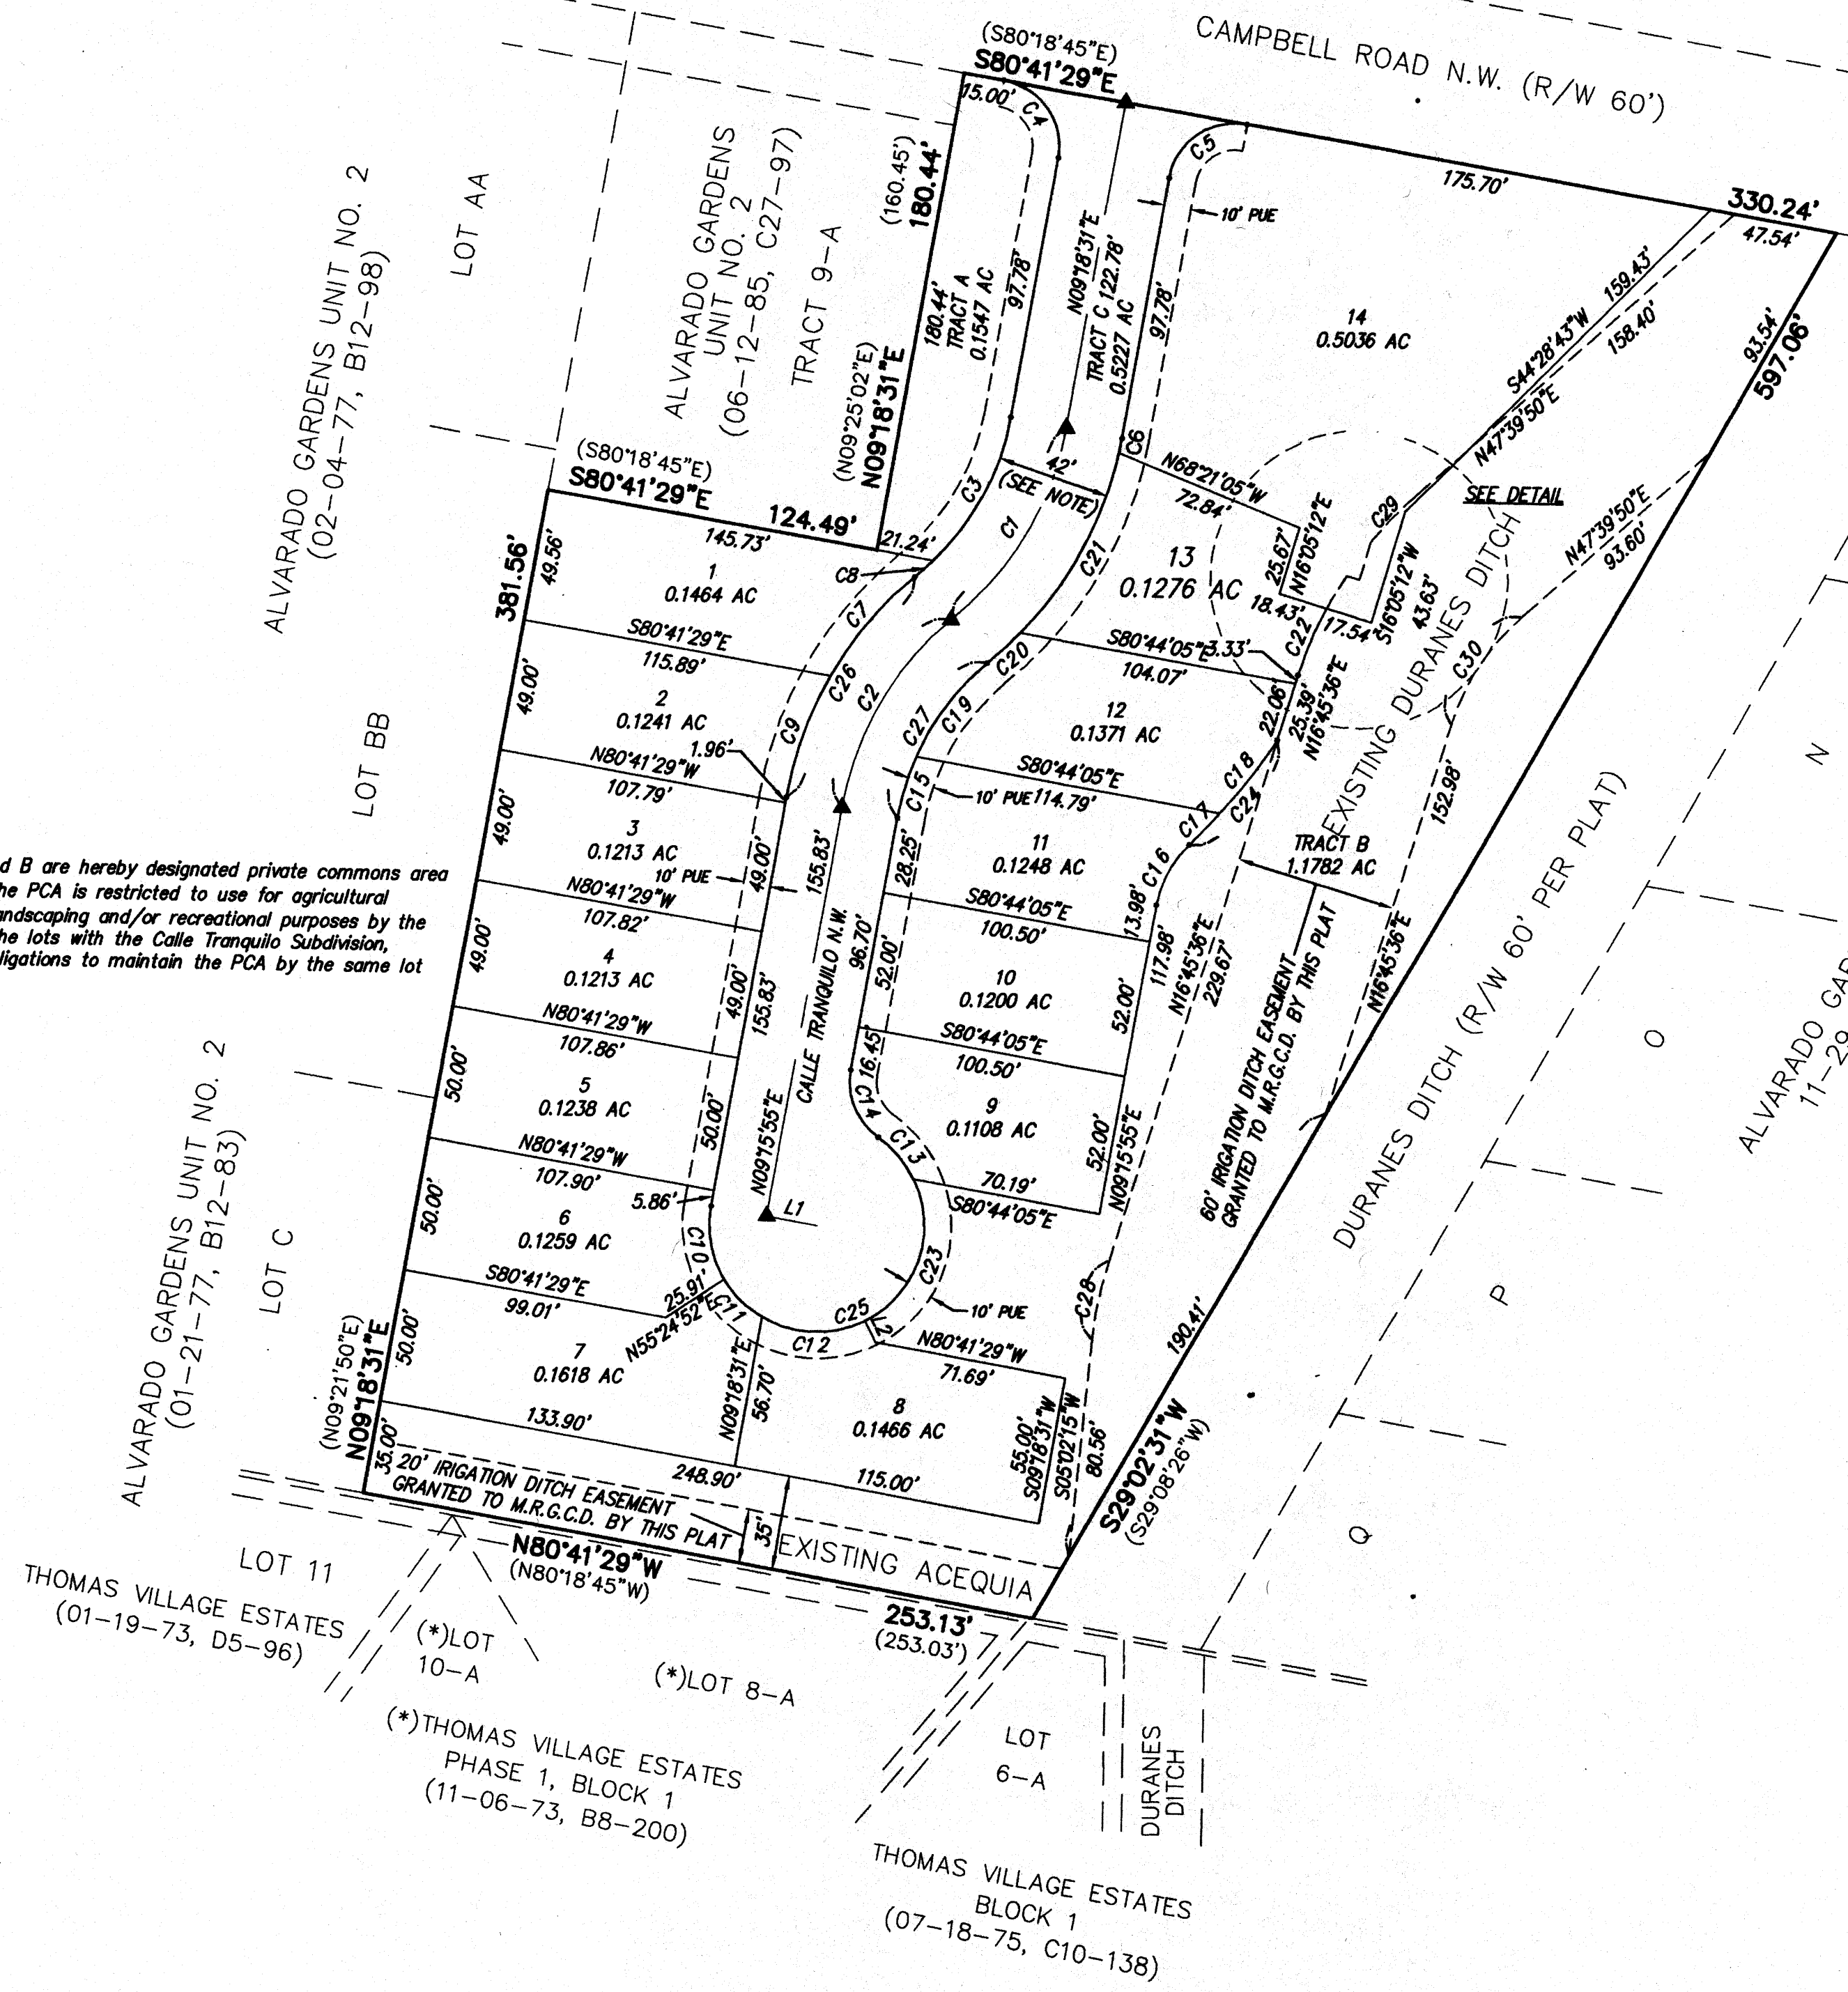 CAMPBELL ROAD N.W. (R/W 60')
(S80°18'45"E)
S80°41'29"E
15.00'
C4
C5
175.70'
330.24'
47.54'
10' PUE
(160.45')
180.44'
180.44'
TRACT A
0.1547 AC
97.78'
N09°18'31"E
TRACT C 122.78'
0.5227 AC
97.78'
14
0.5036 AC
S44°28'43"W 159.43'
158.40'
N47°39'50"E
93.54'
597.06'
ALVARADO GARDENS UNIT NO. 2
(02-04-77, B12-98)
LOT AA
ALVARADO GARDENS
UNIT NO. 2
(06-12-85, C27-97)
TRACT 9-A
(N09°25'02"E)
N09°18'31"E
(S80°18'45"E)
S80°41'29"E
124.49'
145.73'
21.24'
C3
42'
(SEE NOTE)
C6
N68°21'05"W
72.84'
25.67'
N16°05'12"E
C29
SEE DETAIL
N47°39'50"E
93.60'
381.56'
49.56'
1
0.1464 AC
C8
C7
C1
C21
13
0.1276 AC
18.43'
17.54'
S16°05'12"W
43.63'
C22
C30
S80°41'29"E
115.89'
C26
C2
C20
S80°44'05"E
3.33'
104.07'
49.00'
2
0.1241 AC
C9
C27
C19
12
0.1371 AC
22.06'
25.39'
N16°45'36"E
EXISTING DURANES DITCH
LOT BB
1.96'
N80°41'29"W
107.79'
C15
10' PUE
S80°44'05"E
114.79'
C18
C24
C17
152.98'
49.00'
3
0.1213 AC
10' PUE
49.00'
155.83'
28.25'
11
0.1248 AC
C16
TRACT B
1.1782 AC
d B are hereby designated private commons area
he PCA is restricted to use for agricultural
andscaping and/or recreational purposes by the
he lots with the Calle Tranquilo Subdivision,
ligations to maintain the PCA by the same lot
N80°41'29"W
107.82'
S80°44'05"E
100.50'
13.98'
49.00'
4
0.1213 AC
49.00'
155.83'
CALLE TRANQUILO N.W.
96.70'
52.00'
10
0.1200 AC
117.98'
52.00'
N16°45'36"E
229.67'
N16°45'36"E
60' IRIGATION DITCH EASEMENT
GRANTED TO M.R.G.C.D. BY THIS PLAT
DURANES DITCH (R/W 60' PER PLAT)
N
O
P
Q
ALVARADO GAR
11-29
N80°41'29"W
107.86'
S80°44'05"E
100.50'
16.45'
C14
50.00'
5
0.1238 AC
50.00'
N09°15'55"E
9
0.1108 AC
C13
52.00'
N09°15'55"E
N80°41'29"W
107.90'
5.86'
70.19'
S80°44'05"E
L1
ALVARADO GARDENS UNIT NO. 2
(01-21-77, B12-83)
LOT C
50.00'
6
0.1259 AC
C10
C23
C28
S80°41'29"E
99.01'
25.91'
N55°24'52"E
C11
C12
C25
L2
10' PUE
190.41'
(N09°21'50"E)
N09°18'31"E
50.00'
7
0.1618 AC
N09°18'31"E
56.70'
N80°41'29"W
71.69'
8
0.1466 AC
55.00'
S09°18'31"W
S05°02'15"W
80.56'
S29°02'31"W
(S29°08'26"W)
133.90'
35.00'
248.90'
115.00'
20' IRIGATION DITCH EASEMENT
GRANTED TO M.R.G.C.D. BY THIS PLAT
35'
EXISTING ACEQUIA
N80°41'29"W
(N80°18'45"W)
253.13'
(253.03')
LOT 11
THOMAS VILLAGE ESTATES
(01-19-73, D5-96)
(*)LOT
10-A
(*)LOT 8-A
(*)THOMAS VILLAGE ESTATES
PHASE 1, BLOCK 1
(11-06-73, B8-200)
LOT
6-A
DURANES
DITCH
THOMAS VILLAGE ESTATES
BLOCK 1
(07-18-75, C10-138)